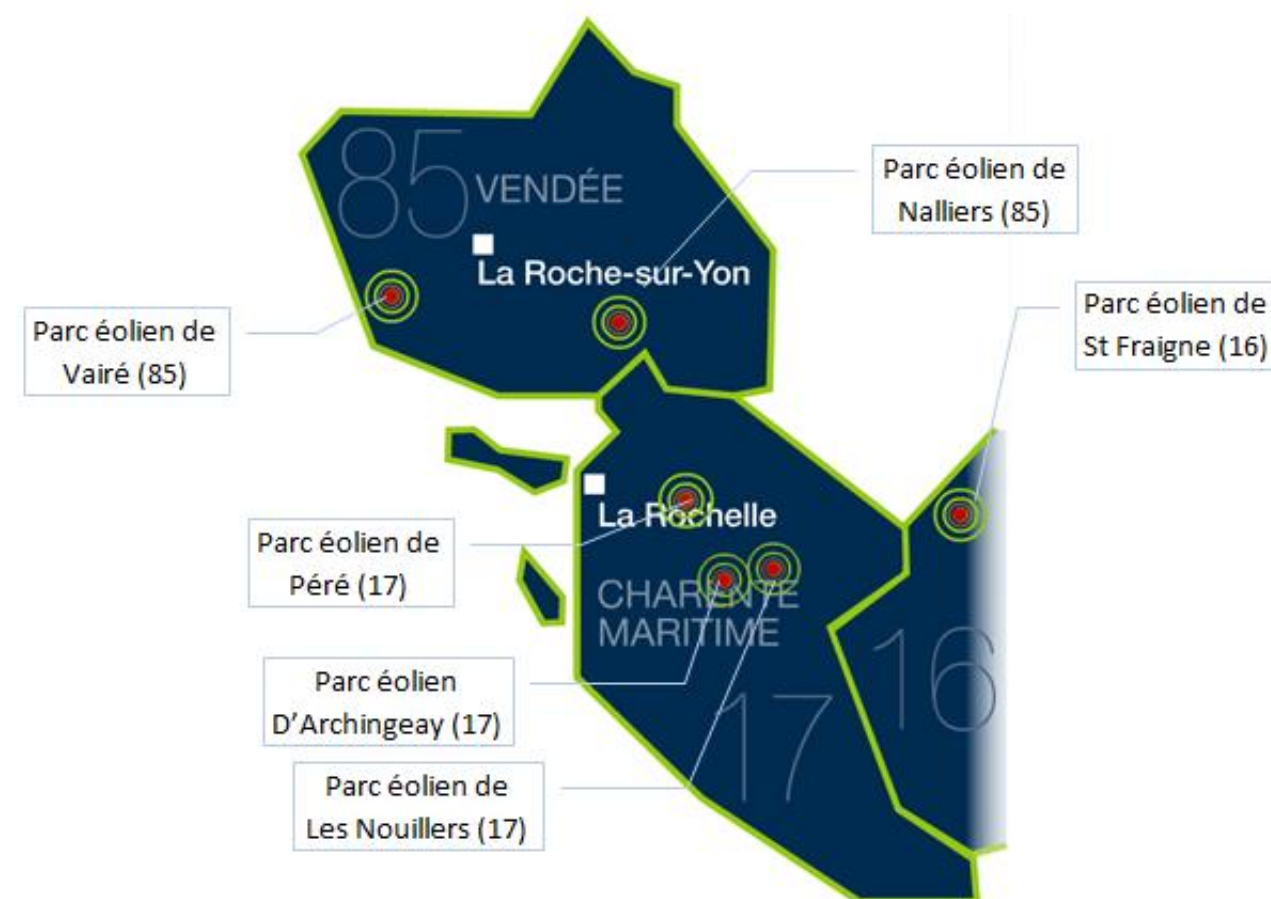 85
VENDÉE
Parc éolien de
Nalliers (85)
La Roche-sur-Yon
Parc éolien de
Vairé (85)
Parc éolien de
St Fraigne (16)
La Rochelle
Parc éolien de
Péré (17)
CHARENTE
MARITIME
16
Parc éolien
D'Archingeay (17)
17
Parc éolien de
Les Nouillers (17)